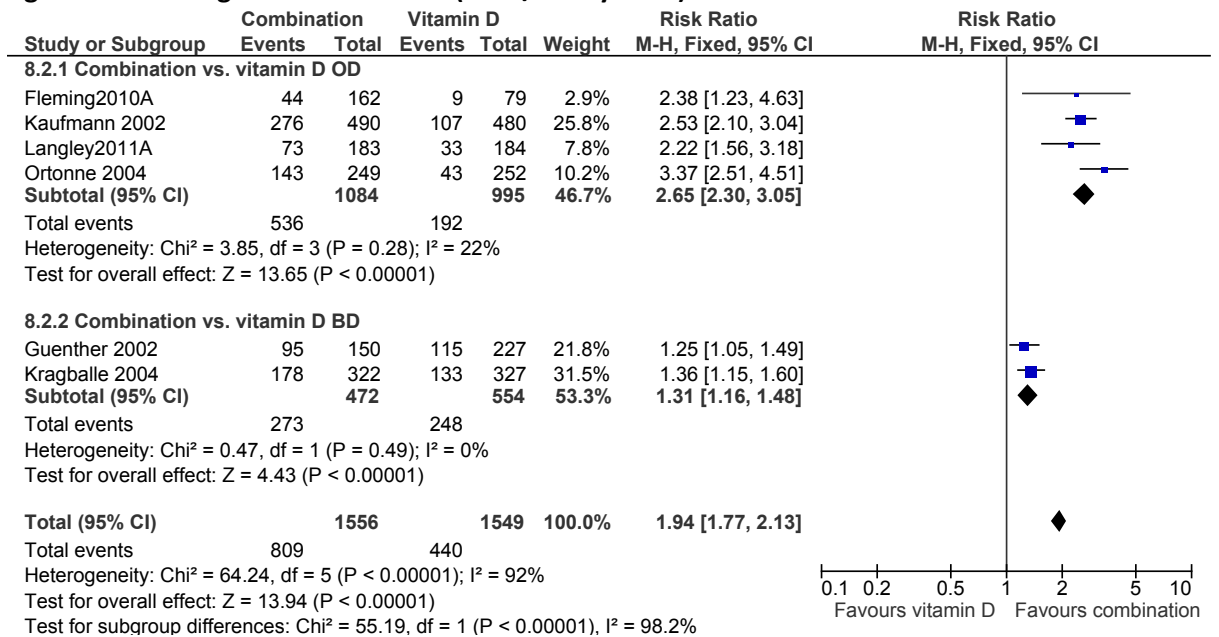 Combination Vitamin D Risk Ratio Risk Ratio
Study or Subgroup Events Total Events Total Weight M-H, Fixed, 95% CI M-H, Fixed, 95% CI
8.2.1 Combination vs. vitamin D OD
Fleming2010A 44 162 9 79 2.9% 2.38 [1.23, 4.63]
Kaufmann 2002 276 490 107 480 25.8% 2.53 [2.10, 3.04]
Langley2011A 73 183 33 184 7.8% 2.22 [1.56, 3.18]
Ortonne 2004 143 249 43 252 10.2% 3.37 [2.51, 4.51]
Subtotal (95% CI) 1084 995 46.7% 2.65 [2.30, 3.05]
Total events 536 192
Heterogeneity: Chi² = 3.85, df = 3 (P = 0.28); I² = 22%
Test for overall effect: Z = 13.65 (P < 0.00001)
8.2.2 Combination vs. vitamin D BD
Guenther 2002 95 150 115 227 21.8% 1.25 [1.05, 1.49]
Kragballe 2004 178 322 133 327 31.5% 1.36 [1.15, 1.60]
Subtotal (95% CI) 472 554 53.3% 1.31 [1.16, 1.48]
Total events 273 248
Heterogeneity: Chi² = 0.47, df = 1 (P = 0.49); I² = 0%
Test for overall effect: Z = 4.43 (P < 0.00001)
Total (95% CI) 1556 1549 100.0% 1.94 [1.77, 2.13]
Total events 809 440
Heterogeneity: Chi² = 64.24, df = 5 (P < 0.00001); I² = 92%
Test for overall effect: Z = 13.94 (P < 0.00001)
Test for subgroup differences: Chi² = 55.19, df = 1 (P < 0.00001), I² = 98.2%
0.1 0.2 0.5 1 2 5 10
Favours vitamin D Favours combination